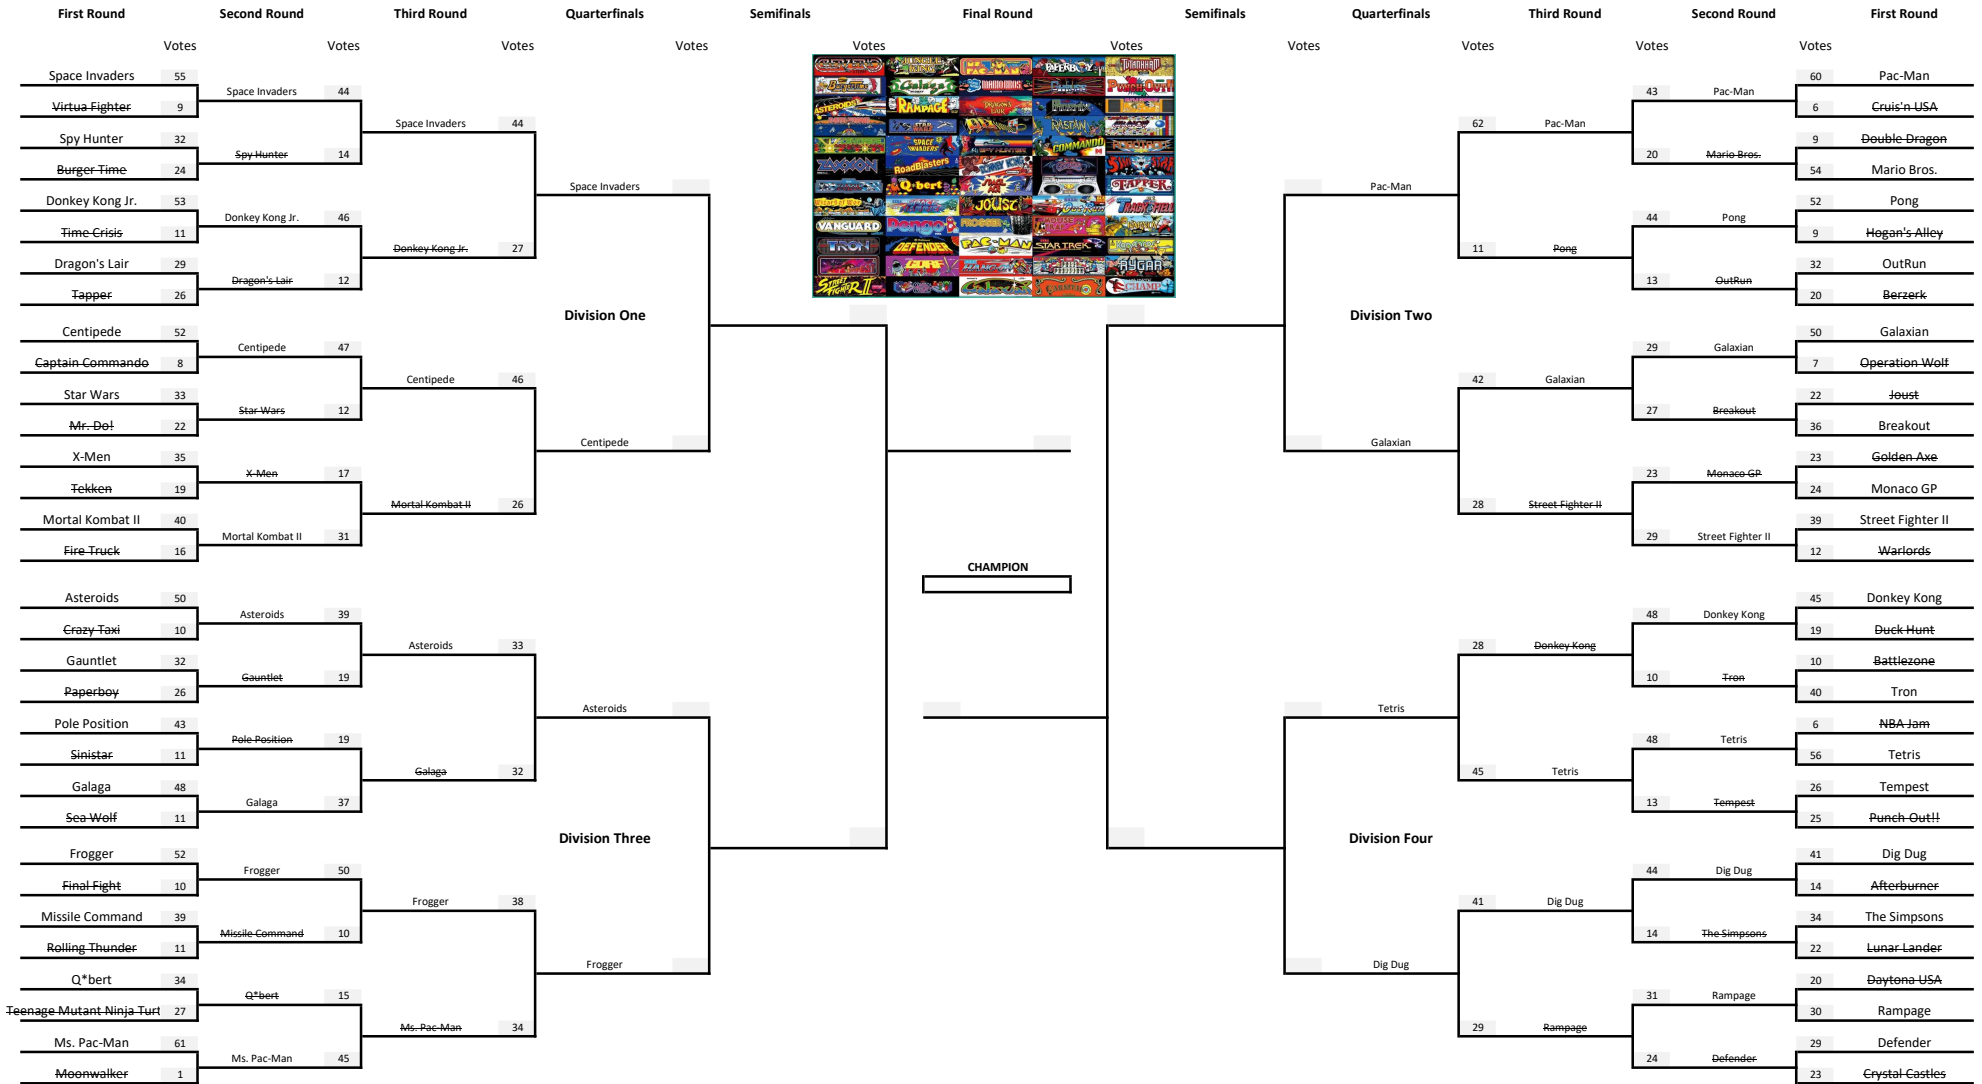 First Round Second Round Third Round Quarterfinals Semifinals Final Round Semifinals Quarterfinals Third Round Second Round First Round
Votes Votes Votes Votes Votes Votes Votes Votes Votes Votes
Space Invaders 55 60 Pac-Man
Space Invaders 44 43 Pac-Man
Virtua Fighter 9 6 Cruis'n USA
Space Invaders 44 62 Pac-Man
Spy Hunter 32 9 Double Dragon
Spy Hunter 14 20 Mario Bros.
Burger Time 24 54 Mario Bros.
Space Invaders Pac-Man
Donkey Kong Jr. 53 52 Pong
Donkey Kong Jr. 46 44 Pong
Time Crisis 11 9 Hogan's Alley
Donkey Kong Jr. 27 11 Pong
Dragon's Lair 29 32 OutRun
Dragon's Lair 12 13 OutRun
Tapper 26 20 Berzerk
Division One Division Two
Centipede 52 50 Galaxian
Centipede 47 29 Galaxian
Captain Commando 8 7 Operation Wolf
Centipede 46 42 Galaxian
Star Wars 33 22 Joust
Star Wars 12 27 Breakout
Mr. Do! 22 36 Breakout
Centipede Galaxian
X-Men 35 23 Golden Axe
X-Men 17 23 Monaco GP
Tekken 19 24 Monaco GP
Mortal Kombat II 26 28 Street Fighter II
Mortal Kombat II 40 39 Street Fighter II
Mortal Kombat II 31 29 Street Fighter II
Fire Truck 16 12 Warlords
CHAMPION
Asteroids 50 45 Donkey Kong
Asteroids 39 48 Donkey Kong
Crazy Taxi 10 19 Duck Hunt
Asteroids 33 28 Donkey Kong
Gauntlet 32 10 Battlezone
Gauntlet 19 10 Tron
Paperboy 26 40 Tron
Asteroids Tetris
Pole Position 43 6 NBA Jam
Pole Position 19 48 Tetris
Sinistar 11 56 Tetris
Galaga 32 45 Tetris
Galaga 48 26 Tempest
Galaga 37 13 Tempest
Sea Wolf 11 25 Punch Out!!
Division Three Division Four
Frogger 52 41 Dig Dug
Frogger 50 44 Dig Dug
Final Fight 10 14 Afterburner
Frogger 38 41 Dig Dug
Missile Command 39 34 The Simpsons
Missile Command 10 14 The Simpsons
Rolling Thunder 11 22 Lunar Lander
Frogger Dig Dug
Q*bert 34 20 Daytona USA
Q*bert 15 31 Rampage
Teenage Mutant Ninja Turt 27 30 Rampage
Ms. Pac-Man 34 29 Rampage
Ms. Pac-Man 61 29 Defender
Ms. Pac-Man 45 24 Defender
Moonwalker 1 23 Crystal Castles